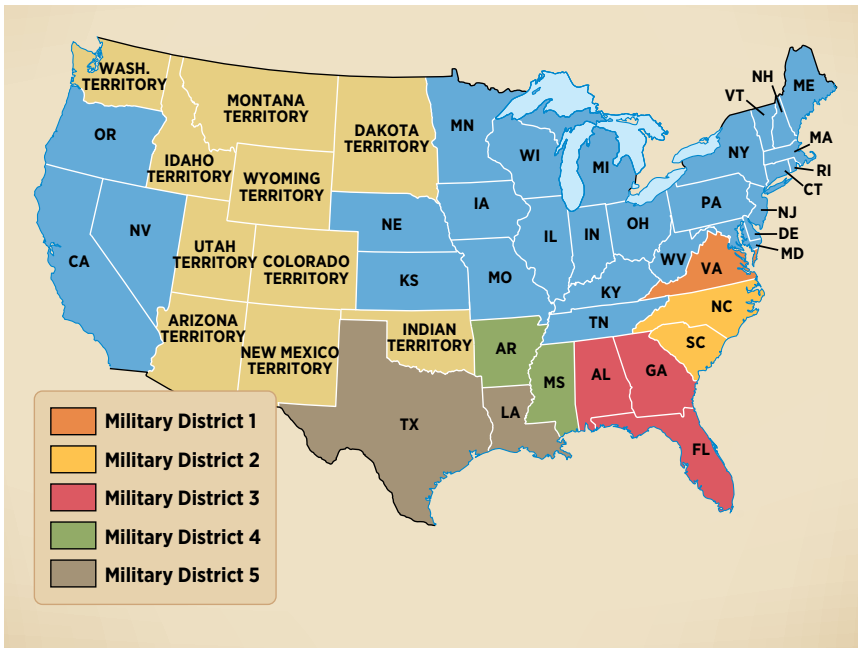 WASH.
TERRITORY
MONTANA
TERRITORY
DAKOTA
TERRITORY
MN
NH
ME
VT
OR
IDAHO
TERRITORY
WYOMING
TERRITORY
WI
MI
NY
MA
RI
CT
NV
NE
IA
PA
NJ
DE
MD
CA
UTAH
TERRITORY
COLORADO
TERRITORY
KS
MO
IL
IN
OH
WV
VA
KY
ARIZONA
TERRITORY
NEW MEXICO
TERRITORY
INDIAN
TERRITORY
TN
NC
AR
SC
MS
AL
GA
TX
LA
FL
Military District 1
Military District 2
Military District 3
Military District 4
Military District 5